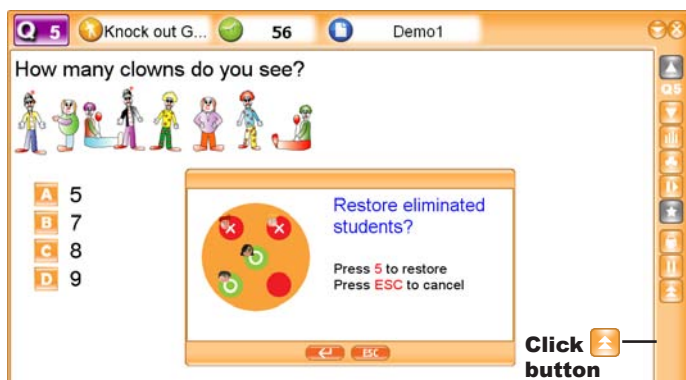 Q 5 Knock out G... 56 Demo1
How many clowns do you see?
Q5
A 5
B 7
C 8
D 9
Restore eliminated
students?
Press 5 to restore
Press ESC to cancel
ESC
Click
button